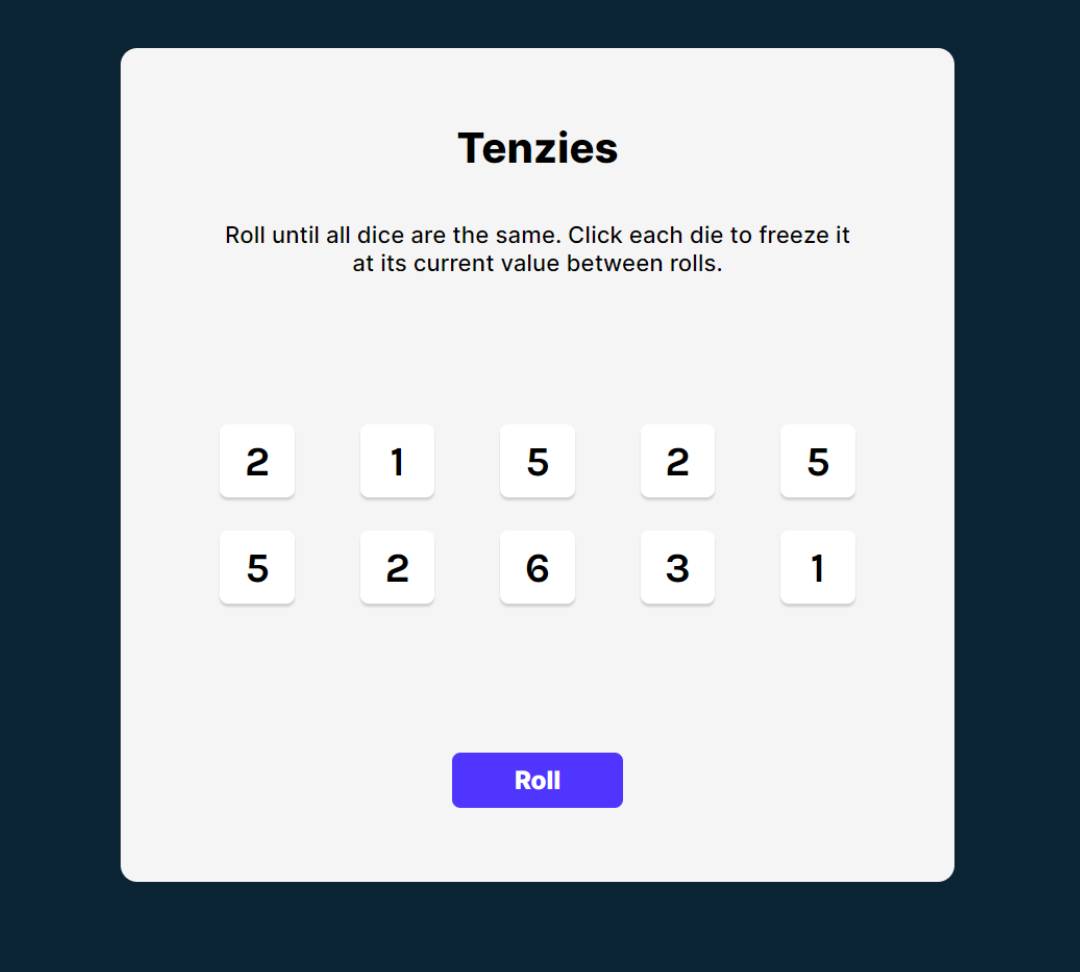 Tenzies
Roll until all dice are the same. Click each die to freeze it
at its current value between rolls.
2 1 5 2 5
5 2 6 3 1
Roll